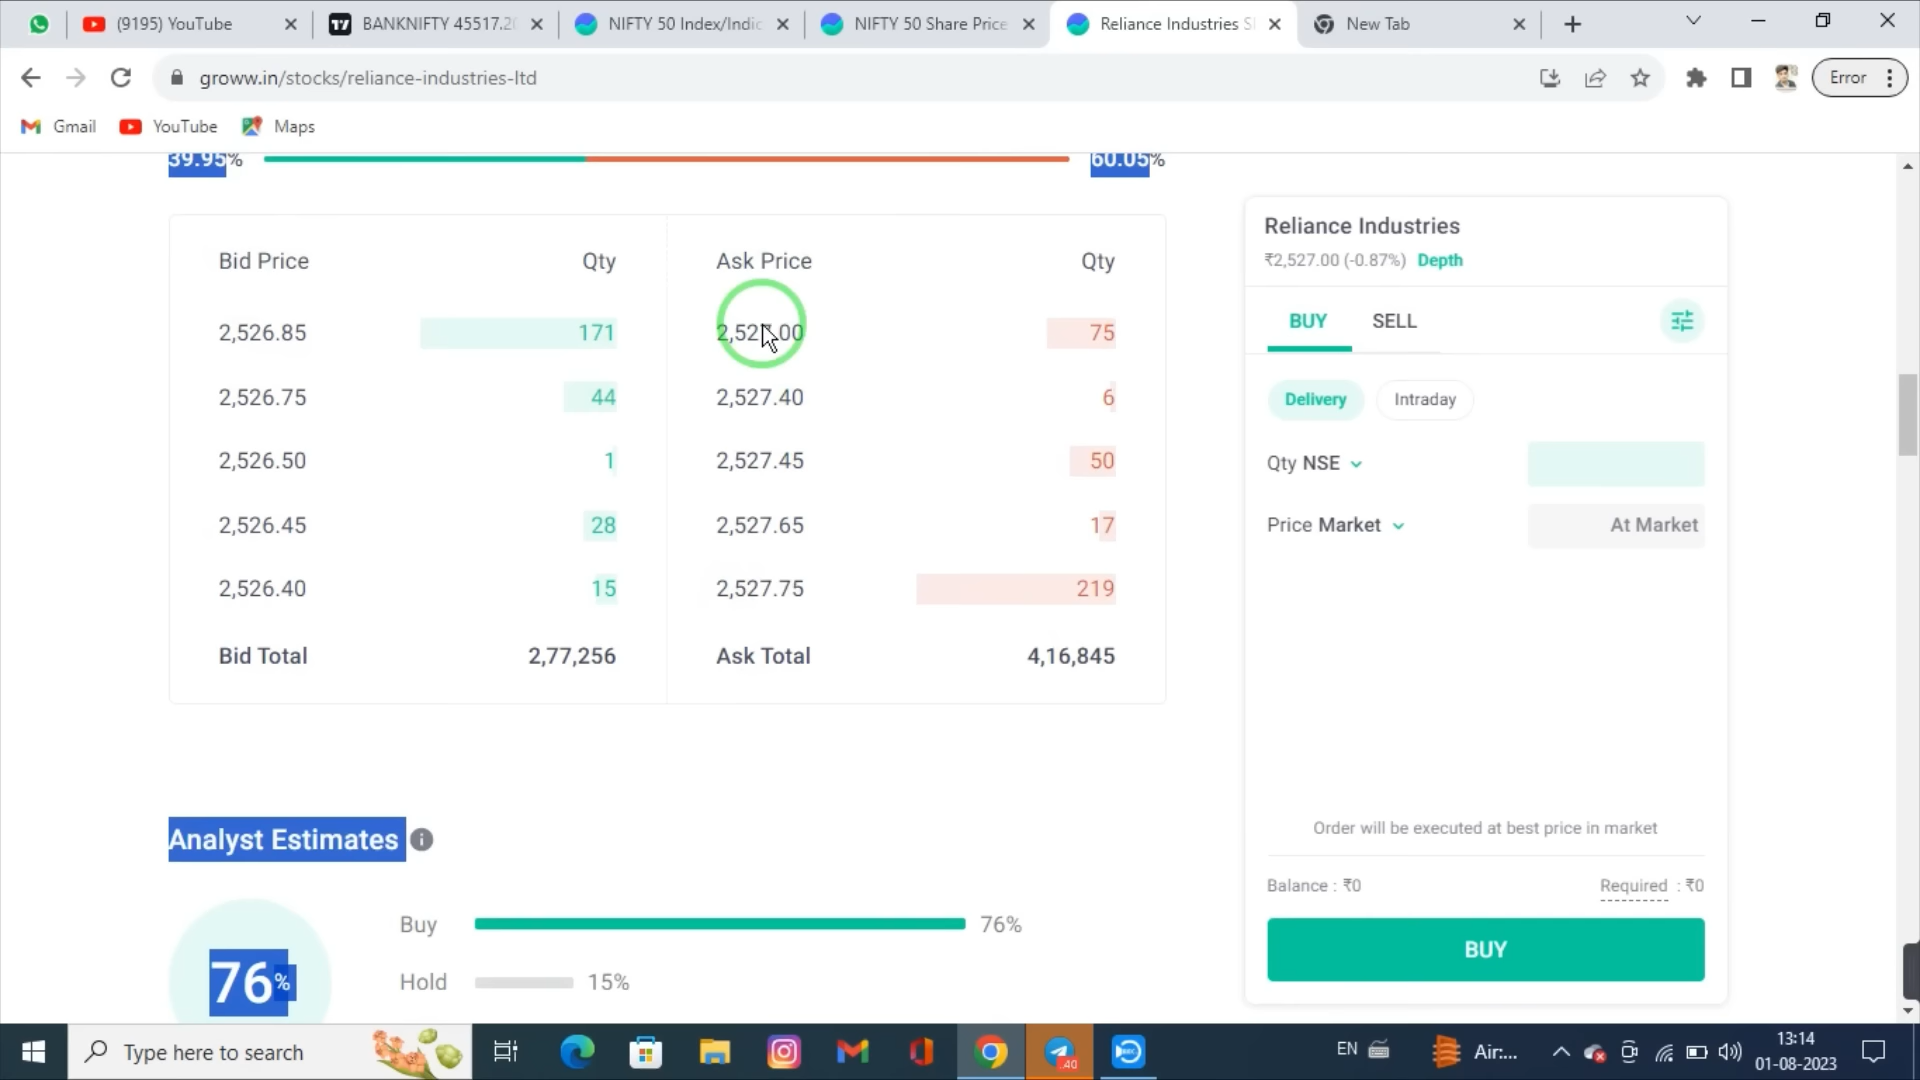 (9195) YouTube
BANKNIFTY 45517.2
NIFTY 50 Index/Indic
NIFTY 50 Share Price
Reliance Industries S
New Tab
groww.in/stocks/reliance-industries-ltd
Error
Gmail
YouTube
Maps
39.95%
60.05%
Bid Price Qty Ask Price Qty
2,526.85 171 2,527.00 75
2,526.75 44 2,527.40 6
2,526.50 1 2,527.45 50
2,526.45 28 2,527.65 17
2,526.40 15 2,527.75 219
Bid Total 2,77,256 Ask Total 4,16,845
Reliance Industries
₹2,527.00 (-0.87%) Depth
BUY SELL
Delivery Intraday
Qty NSE
Price Market At Market
Order will be executed at best price in market
Balance : ₹0 Required : ₹0
BUY
Analyst Estimates
76%
Buy 76%
Hold 15%
Type here to search
REC
.40
EN
Air:...
13:14
01-08-2023